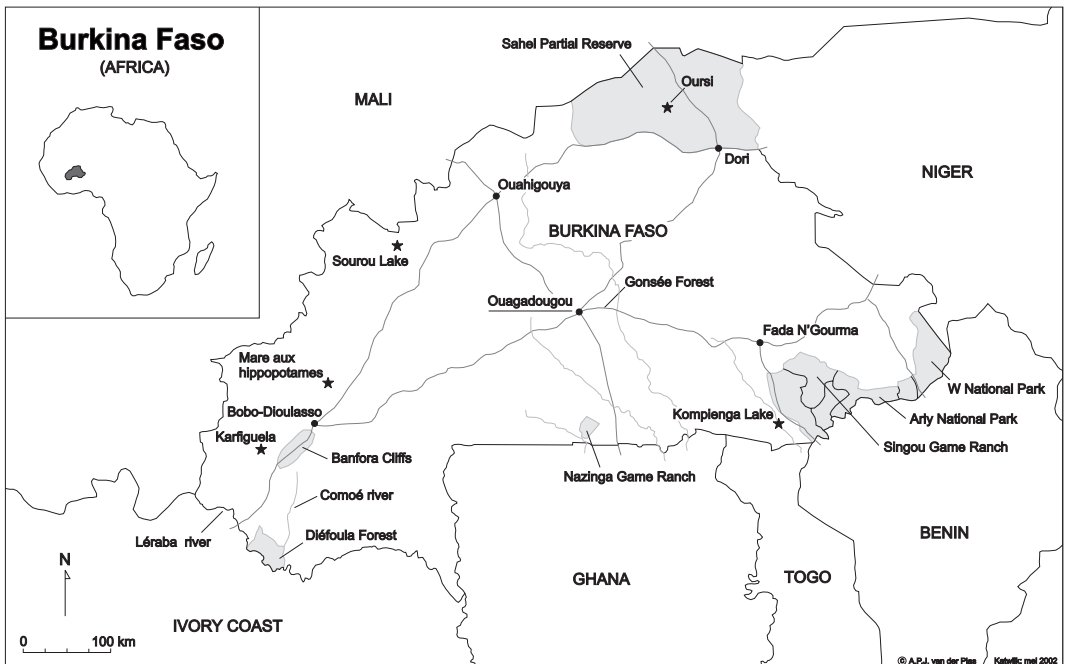 Burkina Faso
(AFRICA)
Sahel Partial Reserve
Oursi
MALI
Dori
NIGER
Ouahigouya
BURKINA FASO
Sourou Lake
Gonsée Forest
Ouagadougou
Fada N'Gourma
Mare aux
hippopotames
W National Park
Bobo-Dioulasso
Kompienga Lake
Arly National Park
Karfiguela
Singou Game Ranch
Banfora Cliffs
Nazinga Game Ranch
Comoé river
Léraba river
Diéfoula Forest
BENIN
N
GHANA
TOGO
IVORY COAST
0 100 km
© A.P.J. van der Plas / Katwijk: mei 2002